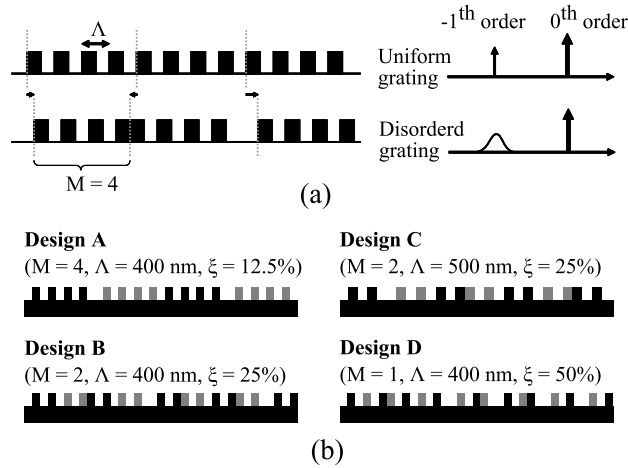 Λ
-1th order
0th order
Uniform
grating
Disorderd
grating
M = 4
(a)
Design A
(M = 4, Λ = 400 nm, ξ = 12.5%)
Design C
(M = 2, Λ = 500 nm, ξ = 25%)
Design B
(M = 2, Λ = 400 nm, ξ = 25%)
Design D
(M = 1, Λ = 400 nm, ξ = 50%)
(b)